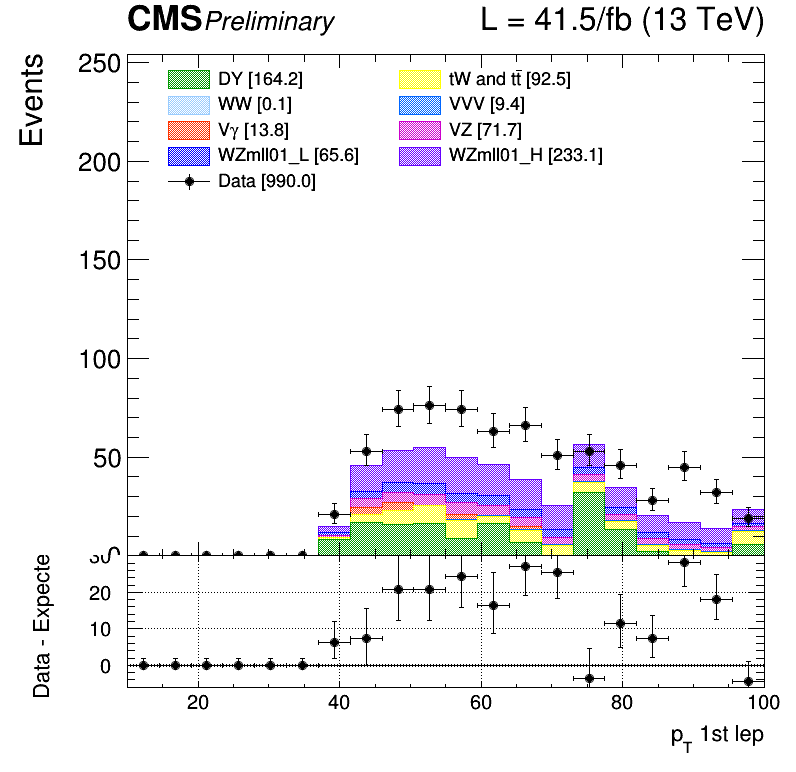 CMS Preliminary L = 41.5/fb (13 TeV)
Events
250
200
150
100
50
DY [164.2]
tW and tt̄ [92.5]
WW [0.1]
VVV [9.4]
Vγ [13.8]
VZ [71.7]
WZmll01_L [65.6]
WZmll01_H [233.1]
Data [990.0]
Data - Expecte
20
10
0
20 40 60 80 100
p_T 1st lep